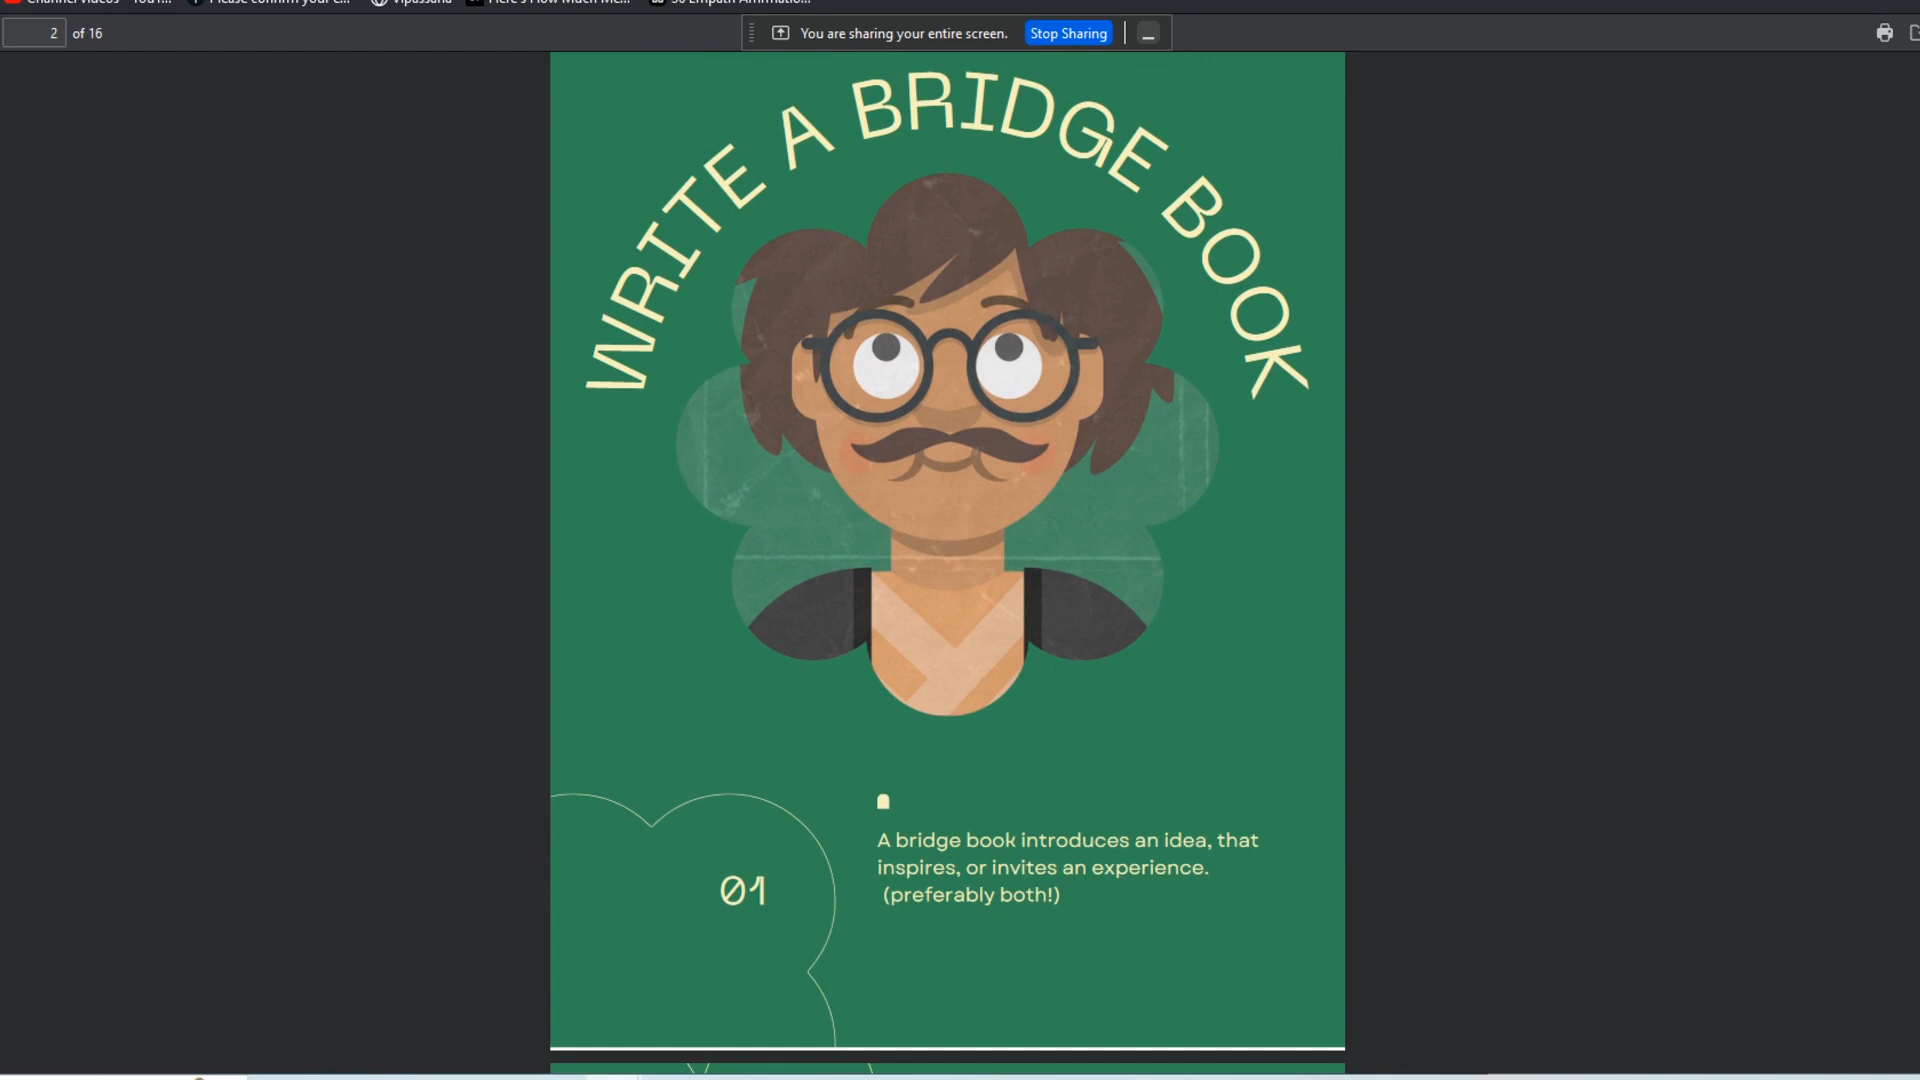 Vipassana
2 of 16
You are sharing your entire screen. Stop Sharing
WRITE A BRIDGE BOOK
01
A bridge book introduces an idea, that
inspires, or invites an experience.
(preferably both!)